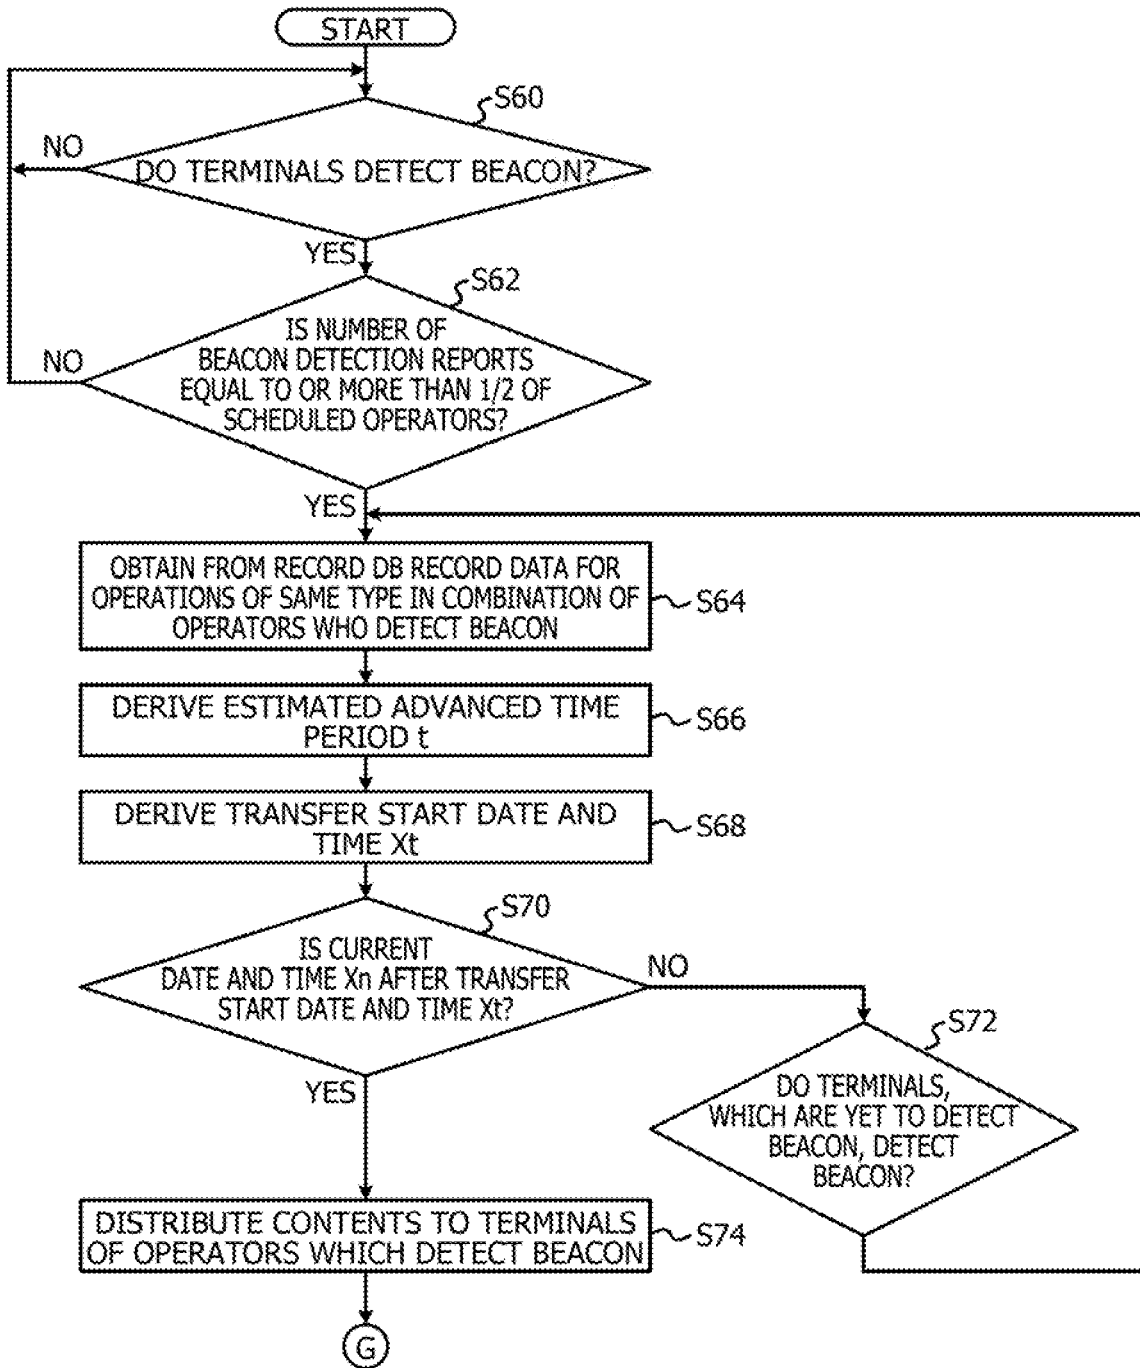 START
S60
NO
DO TERMINALS DETECT BEACON?
YES
S62
IS NUMBER OF
BEACON DETECTION REPORTS
EQUAL TO OR MORE THAN 1/2 OF
SCHEDULED OPERATORS?
NO
YES
OBTAIN FROM RECORD DB RECORD DATA FOR
OPERATIONS OF SAME TYPE IN COMBINATION OF
OPERATORS WHO DETECT BEACON
S64
DERIVE ESTIMATED ADVANCED TIME
PERIOD t
S66
DERIVE TRANSFER START DATE AND
TIME Xt
S68
S70
IS CURRENT
DATE AND TIME Xn AFTER TRANSFER
START DATE AND TIME Xt?
NO
YES
S72
DO TERMINALS,
WHICH ARE YET TO DETECT
BEACON, DETECT
BEACON?
DISTRIBUTE CONTENTS TO TERMINALS
OF OPERATORS WHICH DETECT BEACON
S74
G